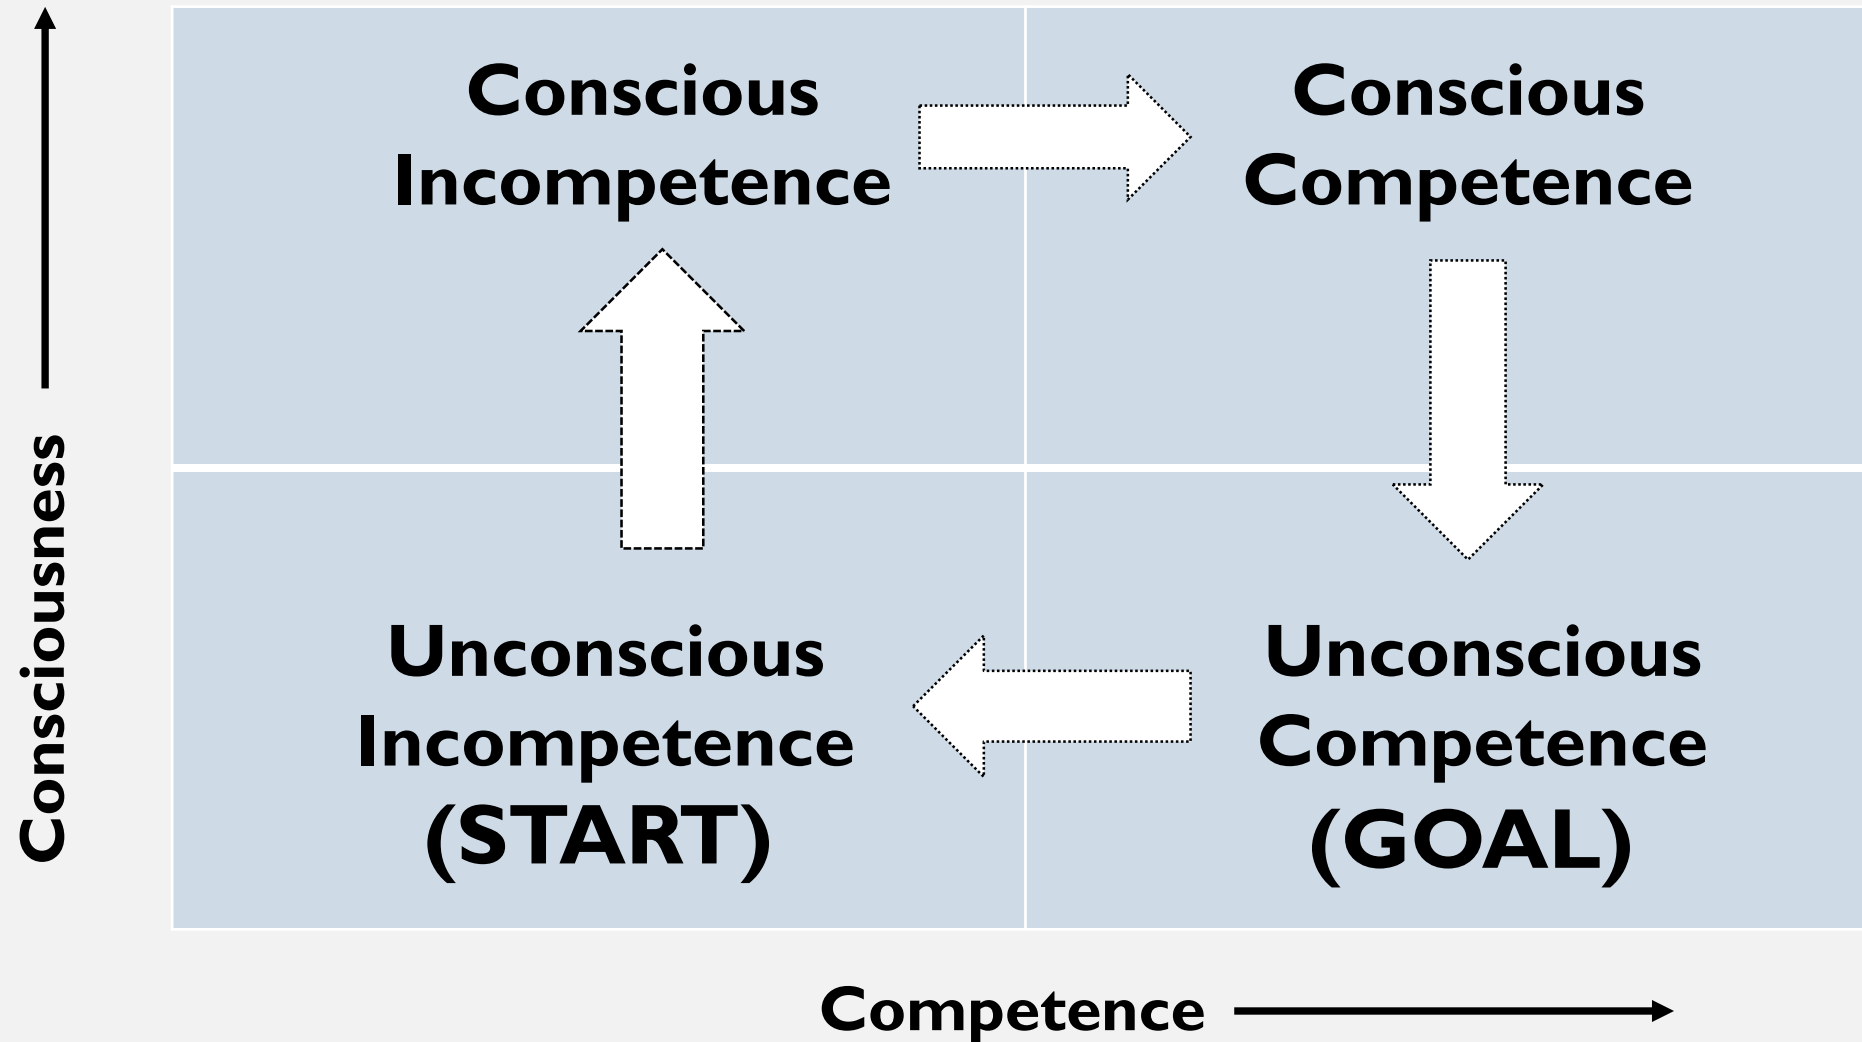 Conscious
Incompetence
Conscious
Competence
Unconscious
Incompetence
(START)
Unconscious
Competence
(GOAL)
Consciousness
Competence